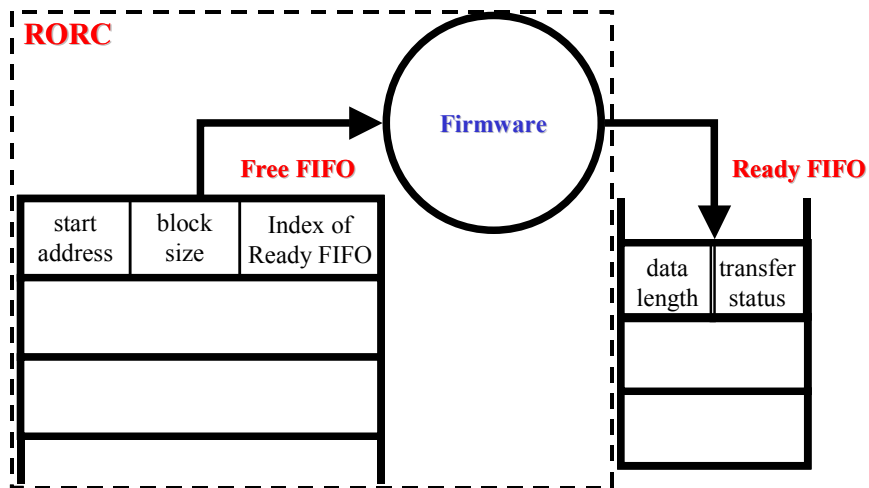 RORC
Firmware
Free FIFO
Ready FIFO
start
address
block
size
Index of
Ready FIFO
data
length
transfer
status